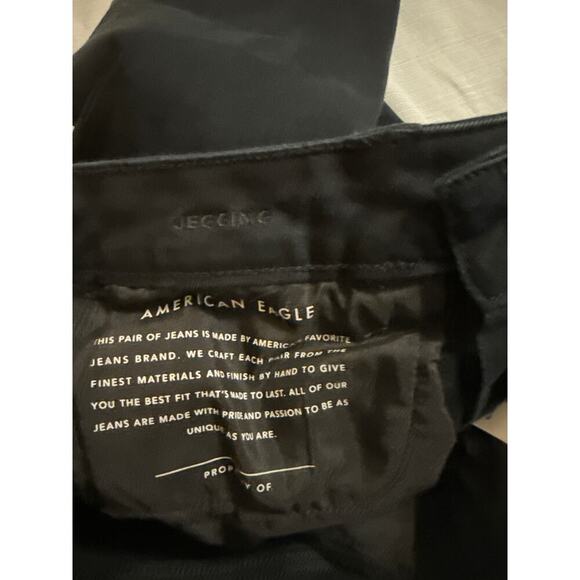 JEGGING
AMERICAN EAGLE
THIS PAIR OF JEANS IS MADE BY AMERICA'S FAVORITE
JEANS BRAND. WE CRAFT EACH PAIR FROM THE
FINEST MATERIALS AND FINISH BY HAND TO GIVE
YOU THE BEST FIT THAT'S MADE TO LAST. ALL OF OUR
JEANS ARE MADE WITH PRIDE AND PASSION TO BE AS
UNIQUE AS YOU ARE.
PROPERTY OF